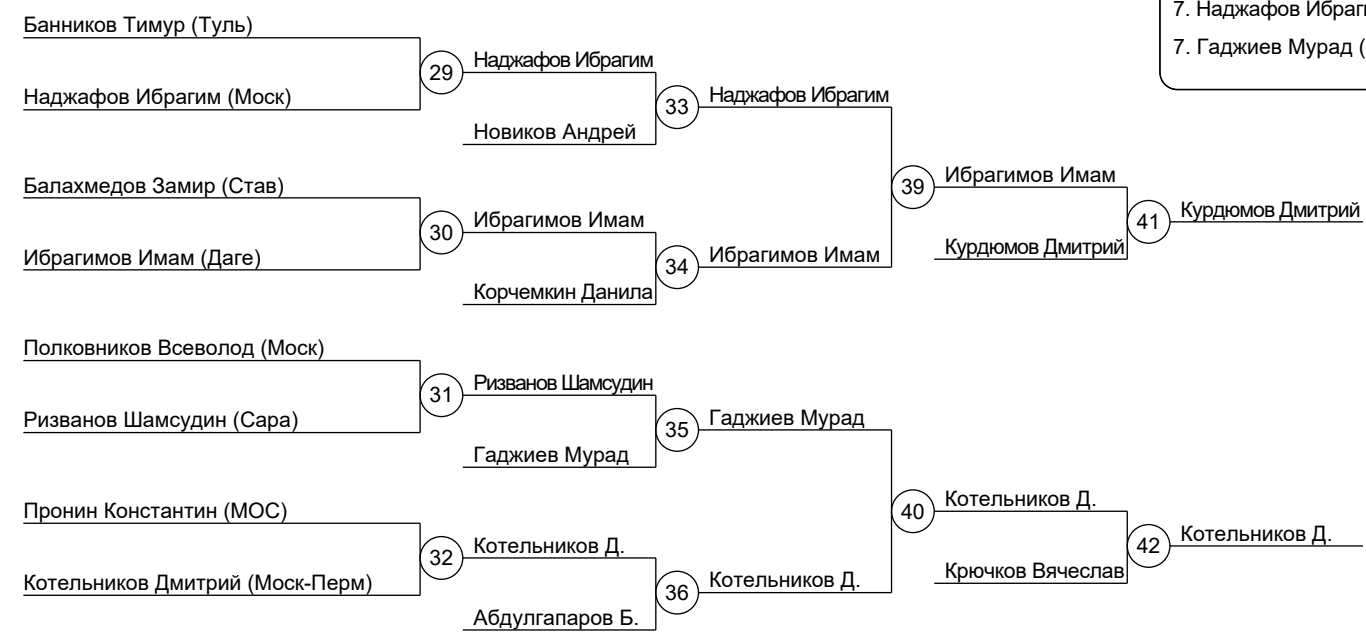 7. Наджафов
7. Гаджиев Мурад (
Банников Тимур (Туль)
Наджафов Ибрагим (Моск)
29
Наджафов Ибрагим
Новиков Андрей
33
Наджафов Ибрагим
Балахмедов Замир (Став)
Ибрагимов Имам (Даге)
30
Ибрагимов Имам
Корчемкин Данила
34
Ибрагимов Имам
39
Ибрагимов Имам
Курдюмов Дмитрий
41
Курдюмов Дмитрий
Полковников Всеволод (Моск)
Ризванов Шамсудин (Сара)
31
Ризванов Шамсудин
Гаджиев Мурад
35
Гаджиев Мурад
Пронин Константин (МОС)
Котельников Дмитрий (Моск-Перм)
32
Котельников Д.
Абдулгапаров Б.
36
Котельников Д.
40
Котельников Д.
Крючков Вячеслав
42
Котельников Д.